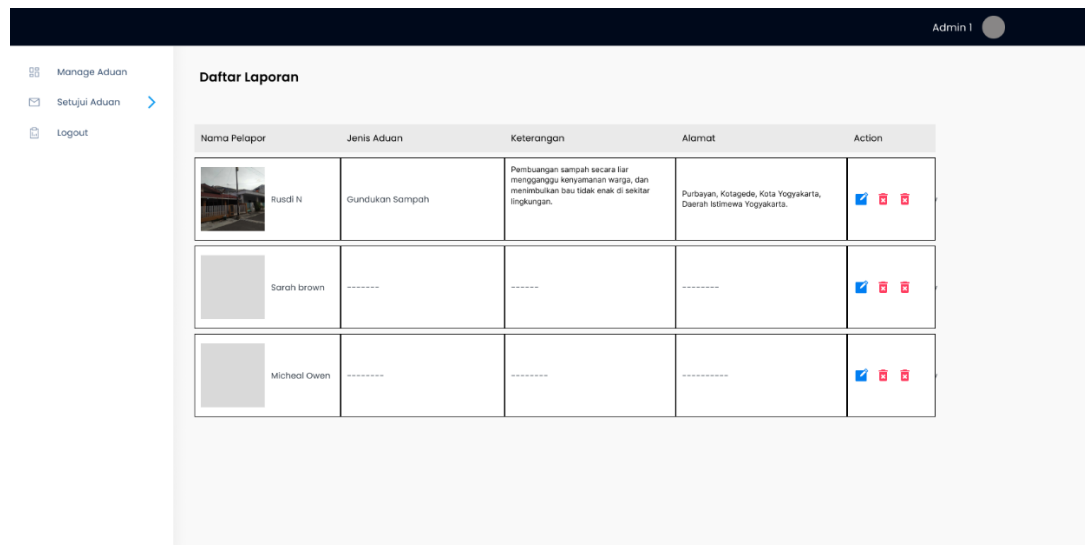 Admin 1
Manage Aduan
Setujui Aduan
Logout
Daftar Laporan
Nama Pelapor Jenis Aduan Keterangan Alamat Action
Rusdi N
Gundukan Sampah
Pembuangan sampah secara liar
mengganggu kenyamanan warga, dan
menimbulkan bau tidak enak di sekitar
lingkungan.
Purbayan, Kotagede, Kota Yogyakarta,
Daerah Istimewa Yogyakarta.
Sarah brown ------- ------ --------
Micheal Owen -------- -------- ----------